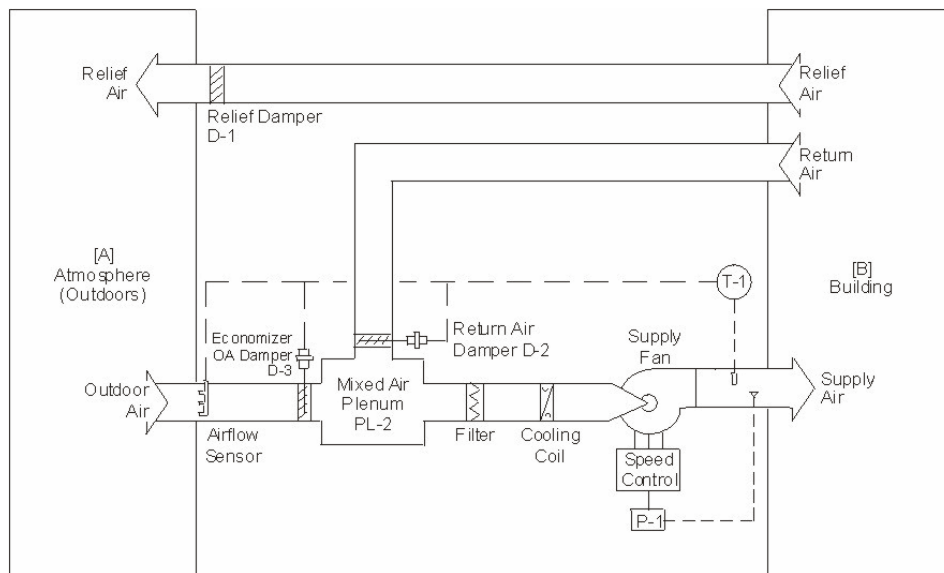 Relief
Air
Relief Damper
D-1
Relief
Air
Return
Air
[A]
Atmosphere
(Outdoors)
[B]
Building
T-1
Economizer
OA Damper
D-3
Return Air
Damper D-2
Supply
Fan
Outdoor
Air
Mixed Air
Plenum
PL-2
Supply
Air
Airflow
Sensor
Filter
Cooling
Coil
Speed
Control
P-1